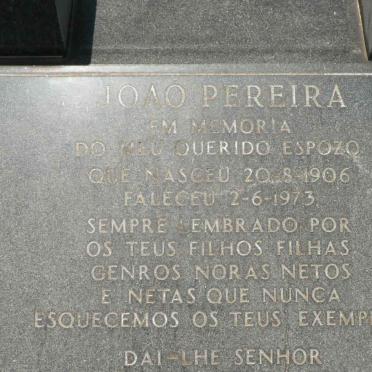 JOAO PEREIRA
EM MEMORIA
DO MEU QUERIDO ESPOZO
QUE NASCEU 20-8-1906
FALECEU 2-6-1973
SEMPRE LEMBRADO POR
OS TEUS FILHOS FILHAS
GENROS NORAS NETOS
E NETAS QUE NUNCA
ESQUECEMOS OS TEUS EXEMP
DAI-LHE SENHOR